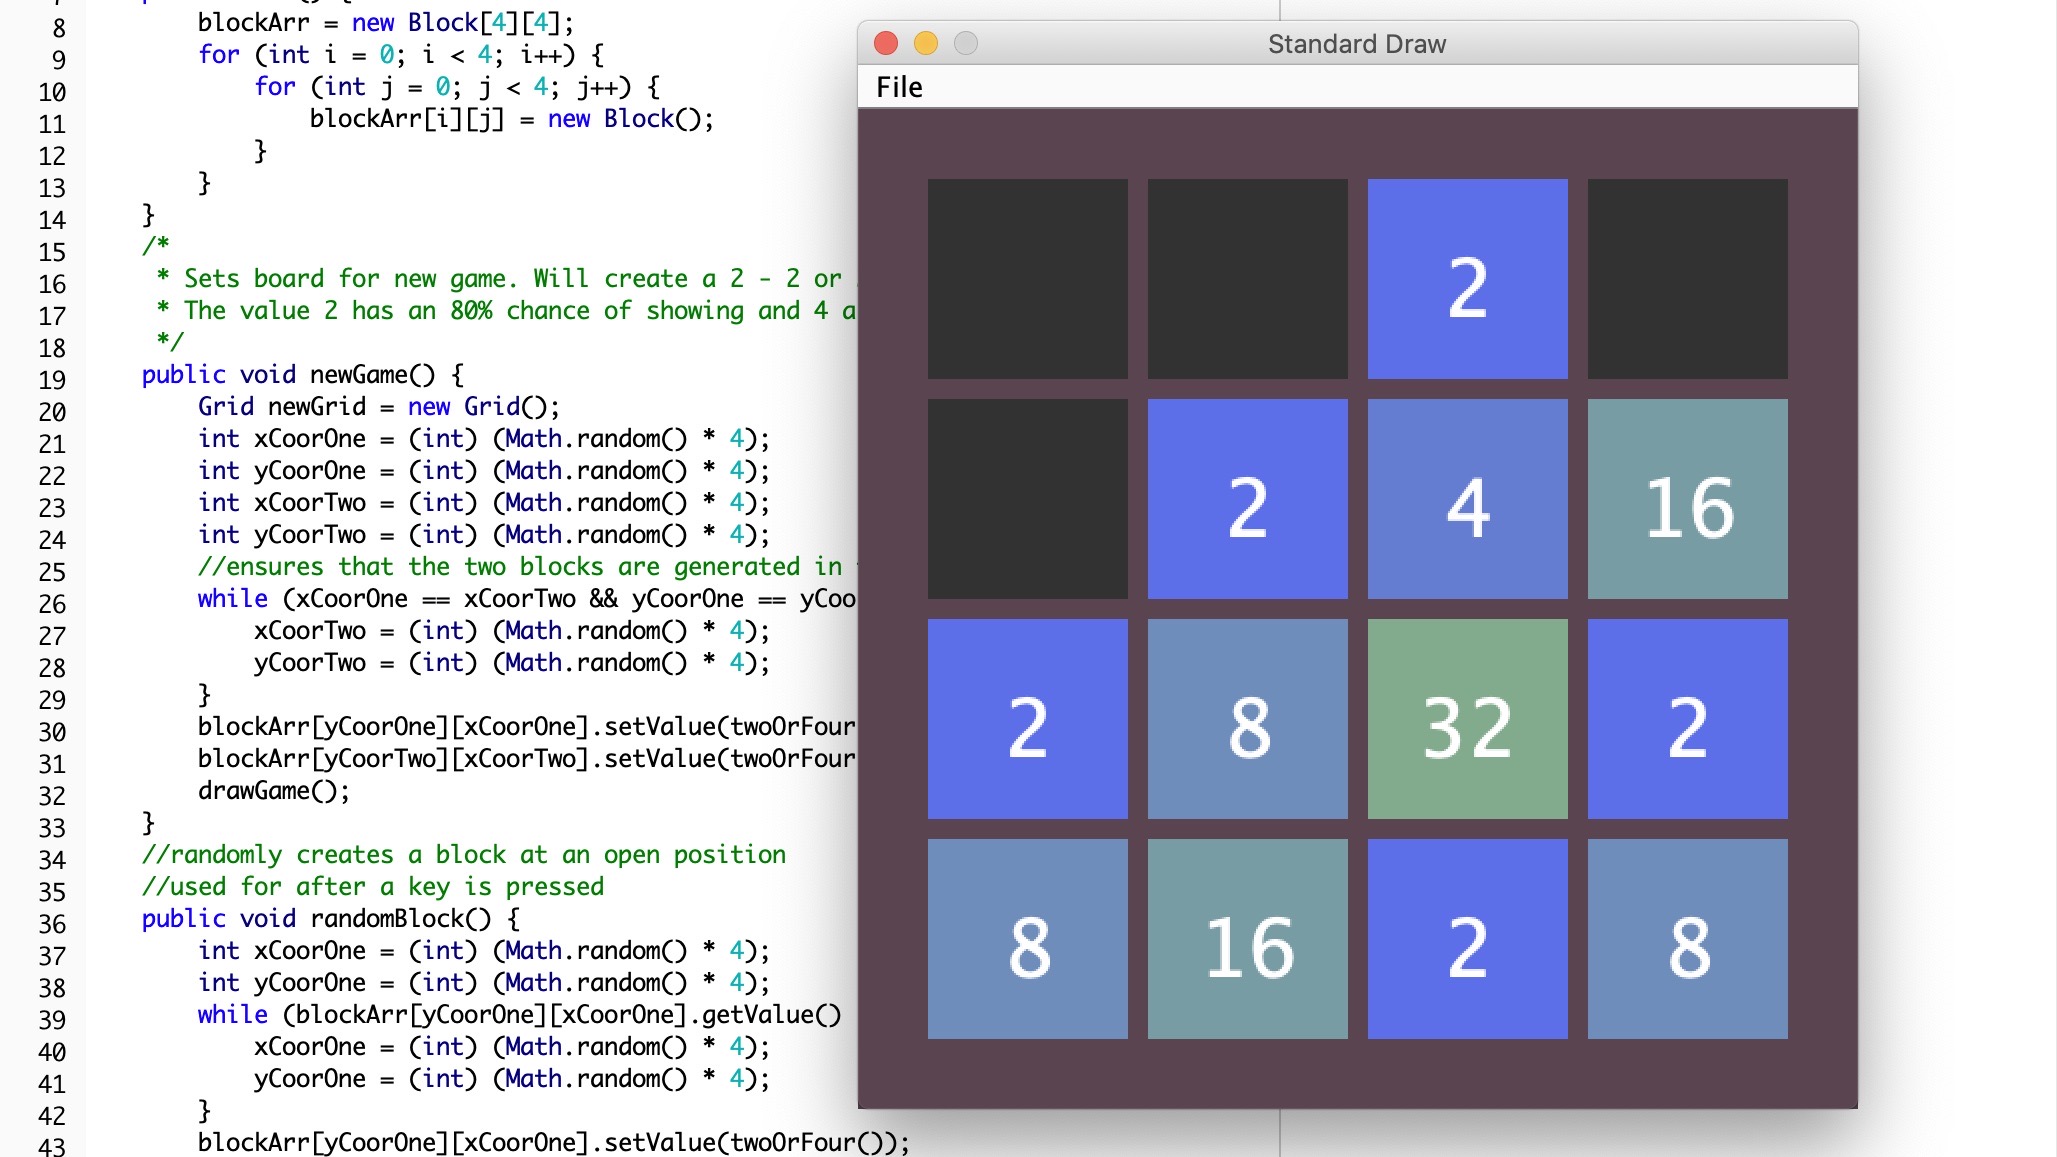 8 blockArr = new Block[4][4];
9 for (int i = 0; i < 4; i++) {
10 for (int j = 0; j < 4; j++) {
11 blockArr[i][j] = new Block();
12 }
13 }
14 }
15 /*
16 * Sets board for new game. Will create a 2 - 2 or
17 * The value 2 has an 80% chance of showing and 4 a
18 */
19 public void newGame() {
20 Grid newGrid = new Grid();
21 int xCoorOne = (int) (Math.random() * 4);
22 int yCoorOne = (int) (Math.random() * 4);
23 int xCoorTwo = (int) (Math.random() * 4);
24 int yCoorTwo = (int) (Math.random() * 4);
25 //ensures that the two blocks are generated in
26 while (xCoorOne == xCoorTwo && yCoorOne == yCoo
27 xCoorTwo = (int) (Math.random() * 4);
28 yCoorTwo = (int) (Math.random() * 4);
29 }
30 blockArr[yCoorOne][xCoorOne].setValue(twoOrFour
31 blockArr[yCoorTwo][xCoorTwo].setValue(twoOrFour
32 drawGame();
33 }
34 //randomly creates a block at an open position
35 //used for after a key is pressed
36 public void randomBlock() {
37 int xCoorOne = (int) (Math.random() * 4);
38 int yCoorOne = (int) (Math.random() * 4);
39 while (blockArr[yCoorOne][xCoorOne].getValue()
40 xCoorOne = (int) (Math.random() * 4);
41 yCoorOne = (int) (Math.random() * 4);
42 }
43 blockArr[yCoorOne][xCoorOne].setValue(twoOrFour());
Standard Draw
File
2
2 4 16
2 8 32 2
8 16 2 8